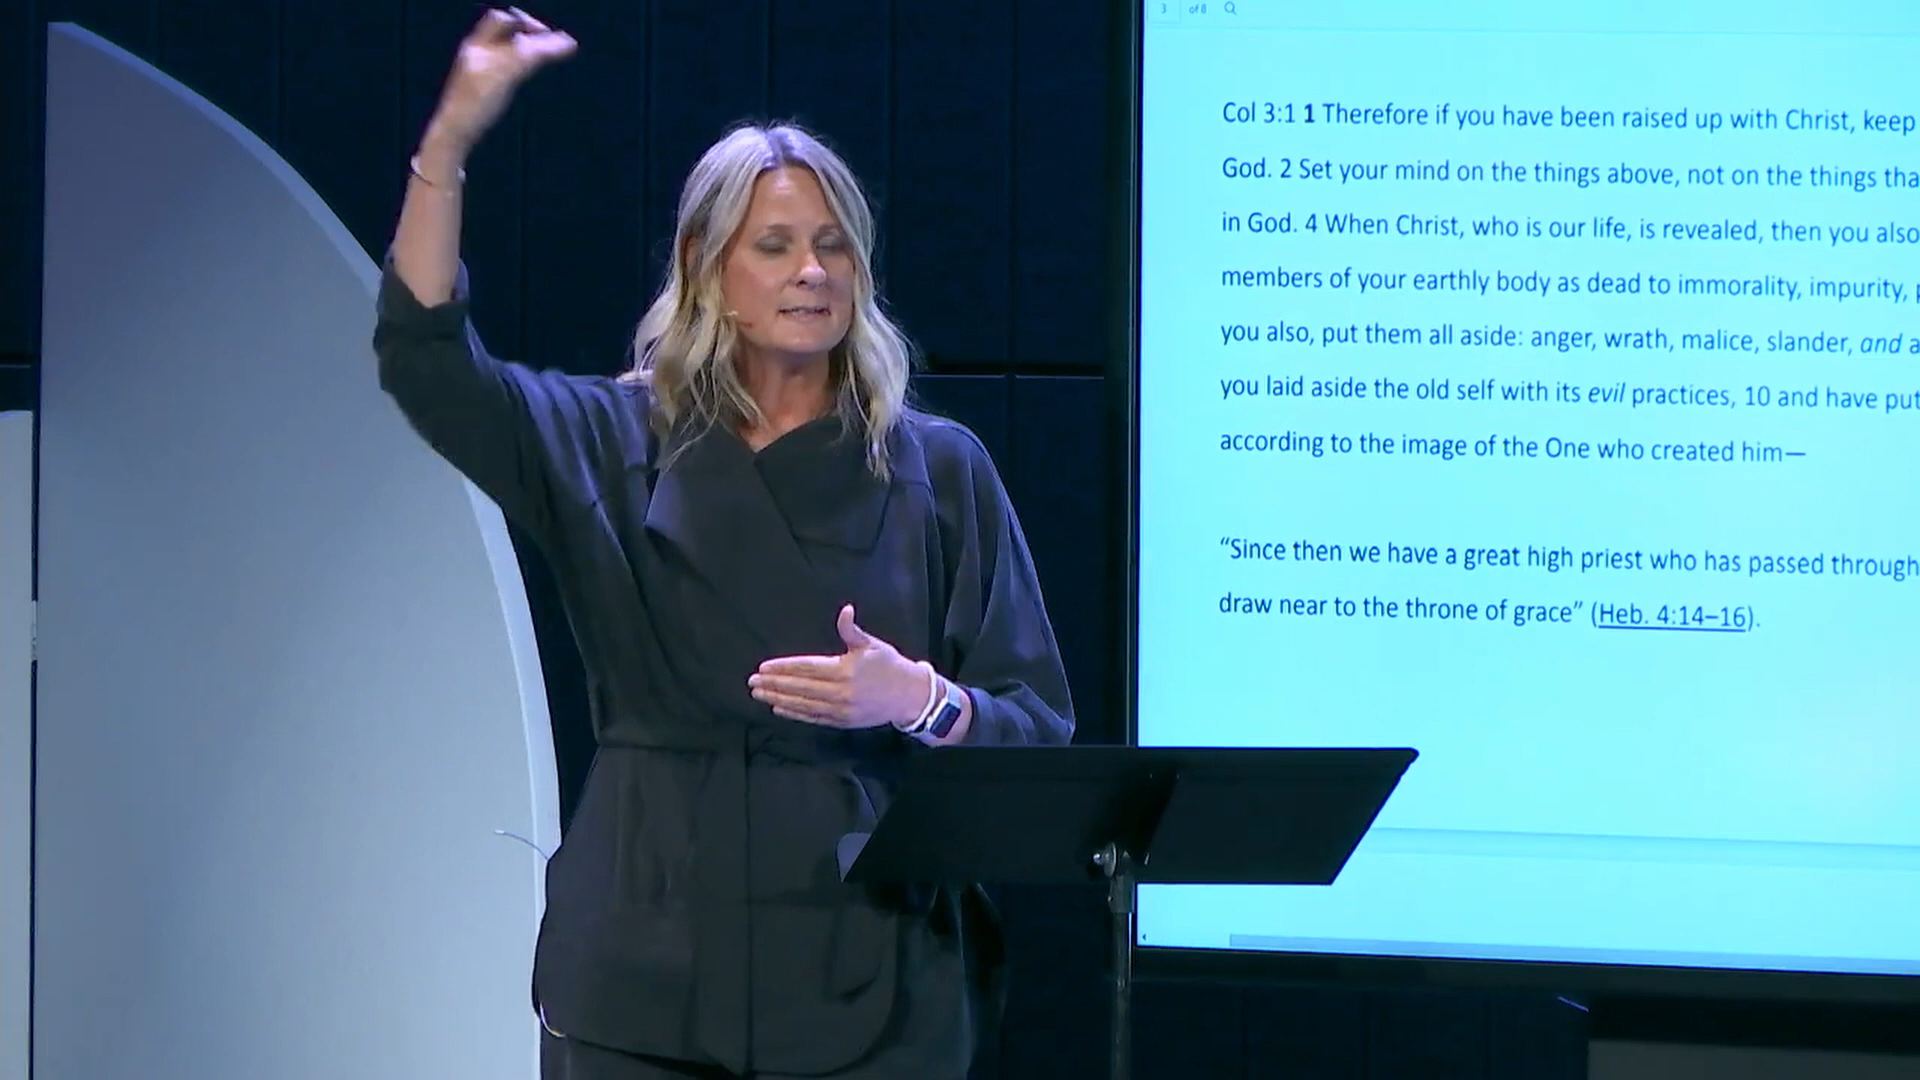 3 of 8
Col 3:1 1 Therefore if you have been raised up with Christ, keep
God. 2 Set your mind on the things above, not on the things tha
in God. 4 When Christ, who is our life, is revealed, then you also
members of your earthly body as dead to immorality, impurity, p
you also, put them all aside: anger, wrath, malice, slander, and a
you laid aside the old self with its evil practices, 10 and have put
according to the image of the One who created him—
“Since then we have a great high priest who has passed through
draw near to the throne of grace” (Heb. 4:14–16).